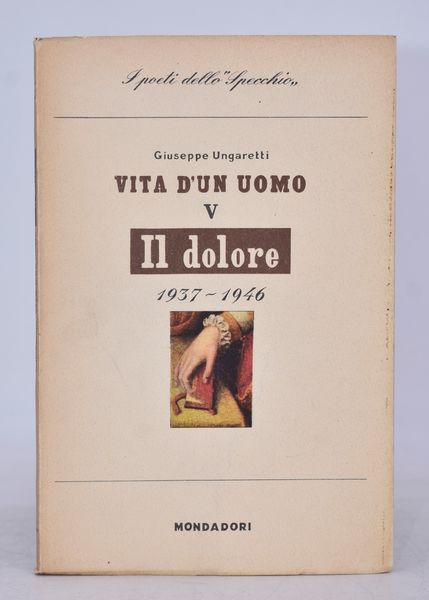 I poeti dello "Specchio„
Giuseppe Ungaretti
VITA D'UN UOMO
V
Il dolore
1937 - 1946
MONDADORI